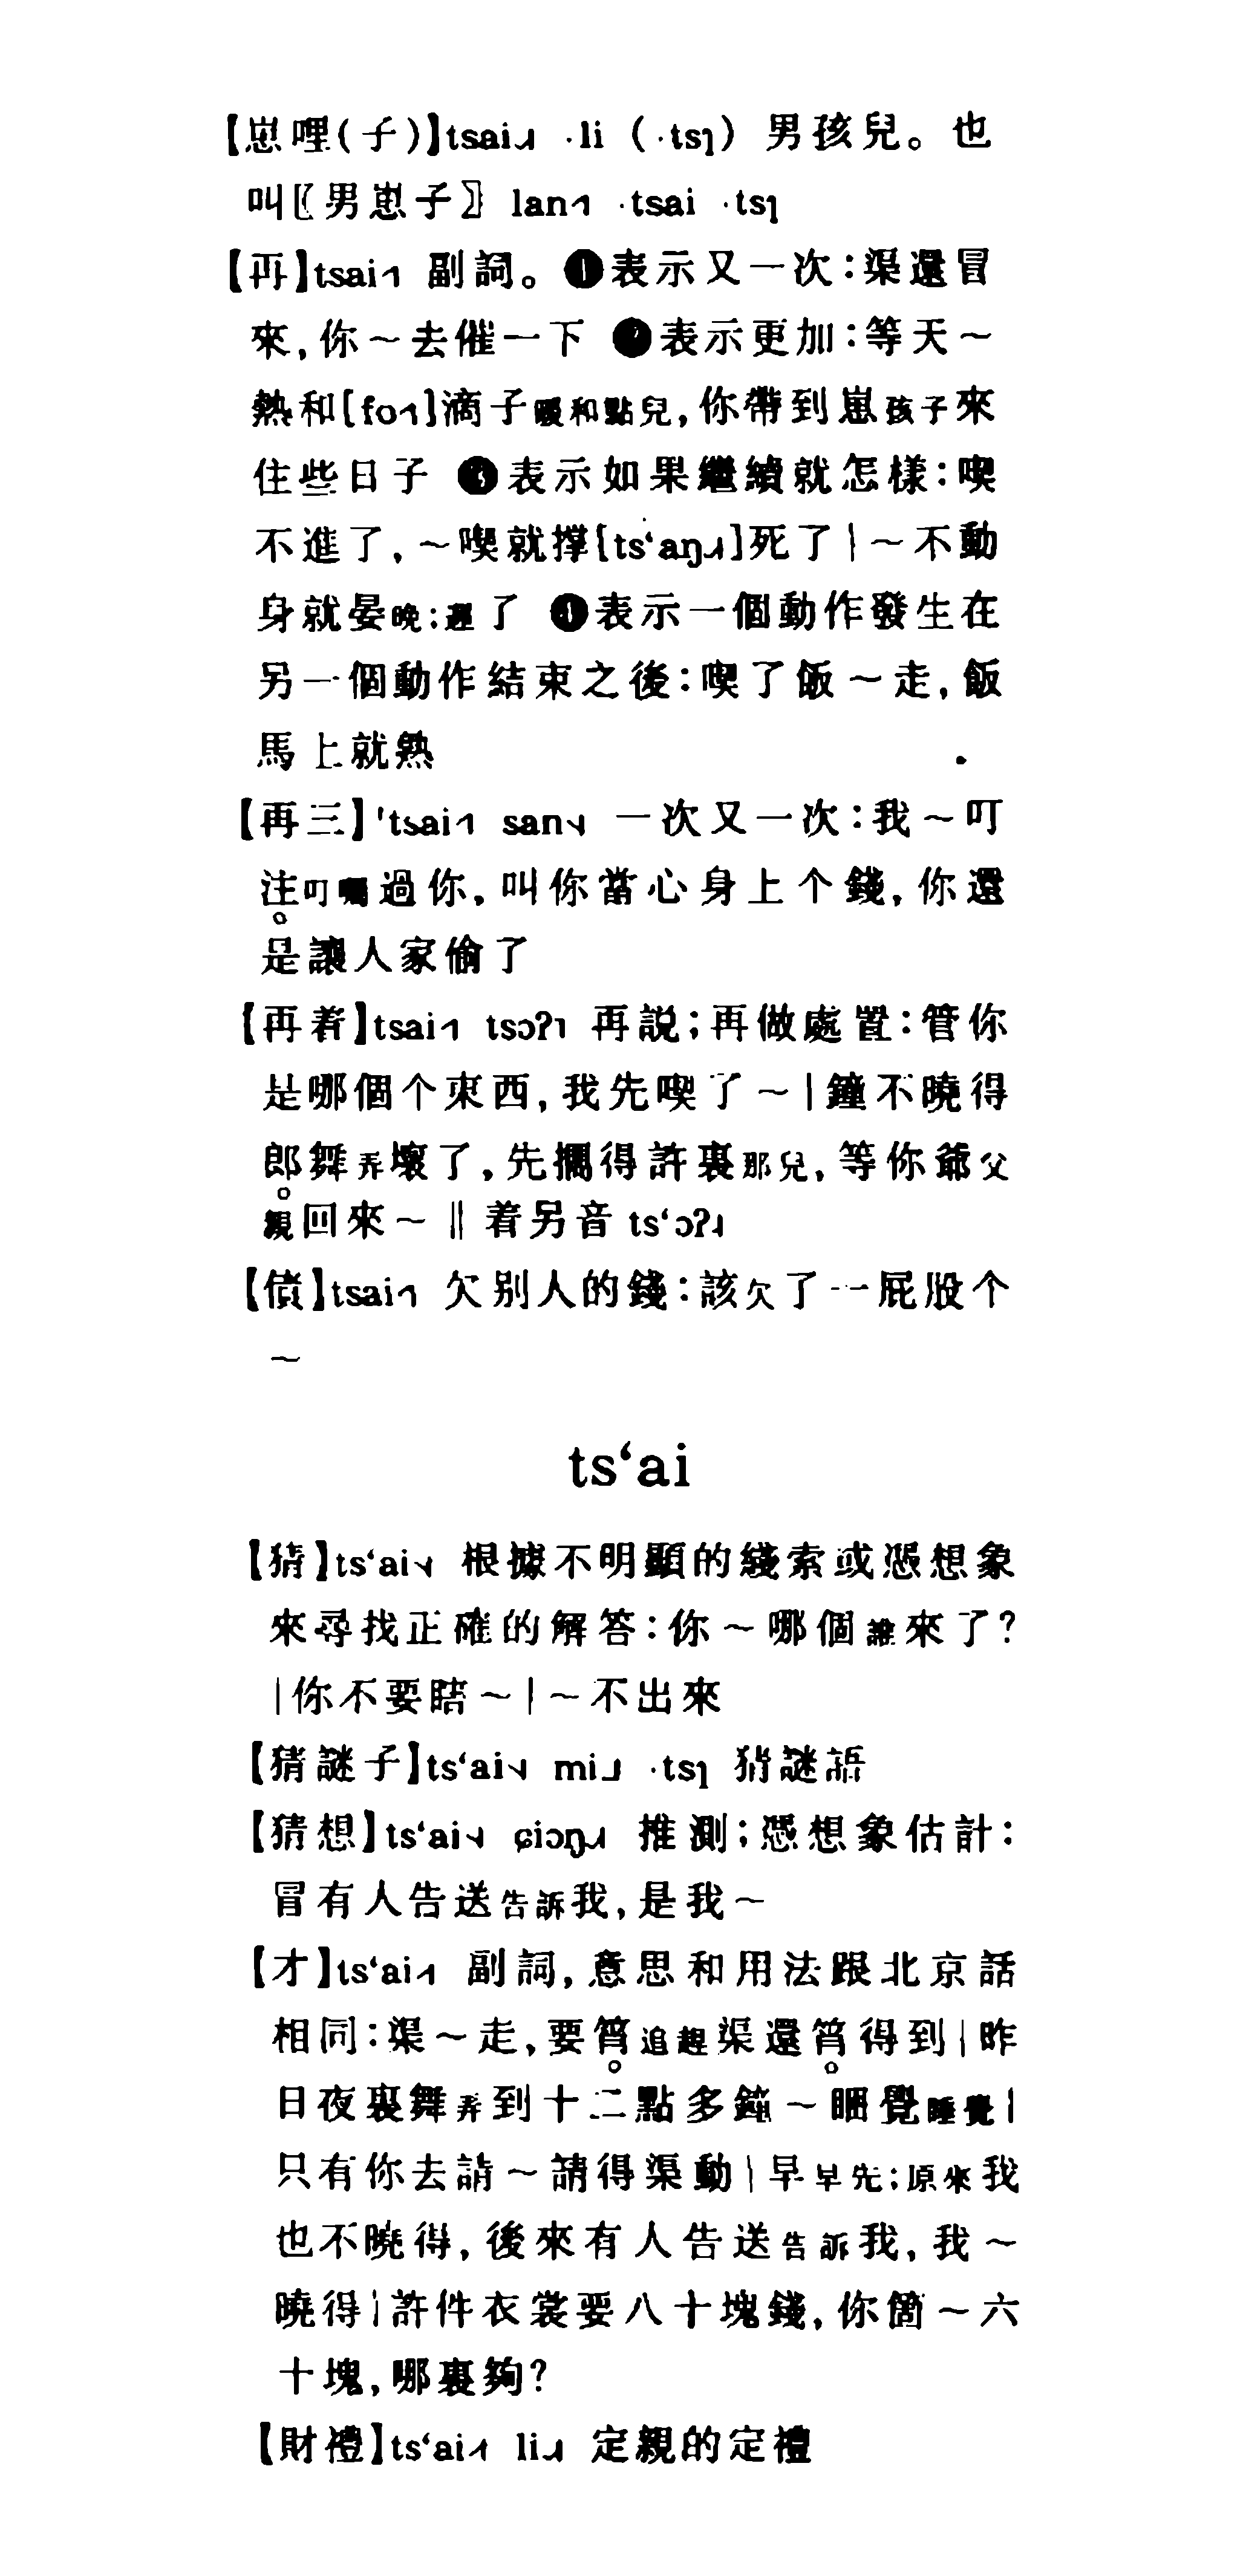 【崽哩(子)】tsai˩˧ ·li (·tsɿ) 男孩兒。也
叫〖男崽子〗 lan˧˥ ·tsai ·tsɿ
【再】tsai˧˥ 副詞。❶表示又一次:渠還冒
來,你～去催一下 ❷表示更加:等天～
熱和[fo˧˥]滴子暖和點兒,你帶到崽孩子來
住些日子 ❸表示如果繼續就怎樣:喫
不進了,～喫就撑[ts‘aŋ˩˧]死了|～不動
身就晏晚;遲了 ❹表示一個動作發生在
另一個動作結束之後:喫了飯～走,飯
馬上就熟
【再三】tsai˧˥ san˧˩ 一次又一次:我～叮
注叮囑過你,叫你當心身上个錢,你還
是讓人家偷了
【再着】tsai˧˥ tsɔʔ˥ 再説;再做處置:管你
是哪個个東西,我先喫了～|鐘不曉得
郎舞弄壞了,先擱得許裏那兒,等你爺父
親回來～‖着另音 ts‘ɔʔ˨
【債】tsai˧˥ 欠别人的錢:該欠了一屁股个
～
ts‘ai
【猜】ts‘ai˧˩ 根據不明顯的綫索或憑想象
來尋找正確的解答:你～哪個誰來了?
|你不要瞎～|～不出來
【猜謎子】ts‘ai˧˩ mi˩ ·tsɿ 猜謎語
【猜想】ts‘ai˧˩ ɕiɔŋ˩˧ 推測;憑想象估計:
冒有人告送告訴我,是我～
【才】ts‘ai˨˦ 副詞,意思和用法跟北京話
相同:渠～走,要筲追趕渠還筲得到|昨
日夜裏舞弄到十二點多鐘～睏覺睡覺|
只有你去請～請得渠動|早早先;原來我
也不曉得,後來有人告送告訴我,我～
曉得|許件衣裳要八十塊錢,你箇～六
十塊,哪裏夠?
【財禮】ts‘ai˨˦ li˩˧ 定親的定禮